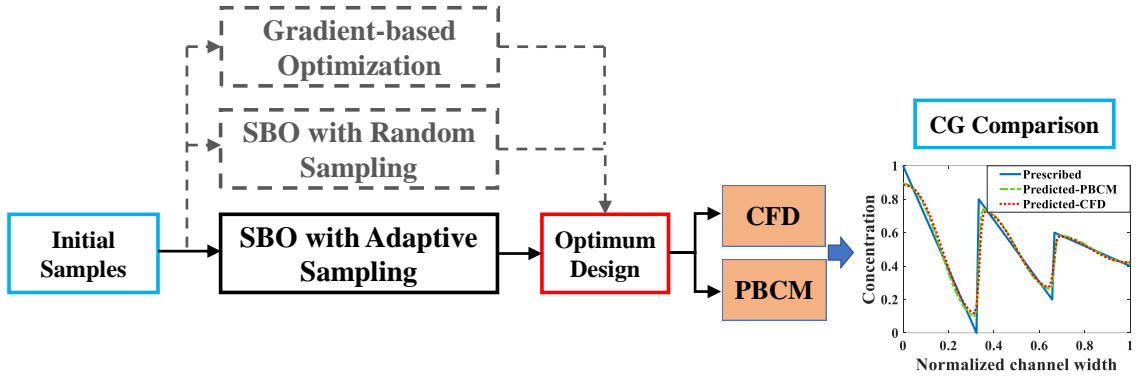 Gradient-based
Optimization
SBO with Random
Sampling
Initial
Samples
SBO with Adaptive
Sampling
Optimum
Design
CFD
PBCM
CG Comparison
Prescribed
Predicted-PBCM
Predicted-CFD
Concentration
1
0.8
0.6
0.4
0.2
0
0 0.2 0.4 0.6 0.8 1
Normalized channel width